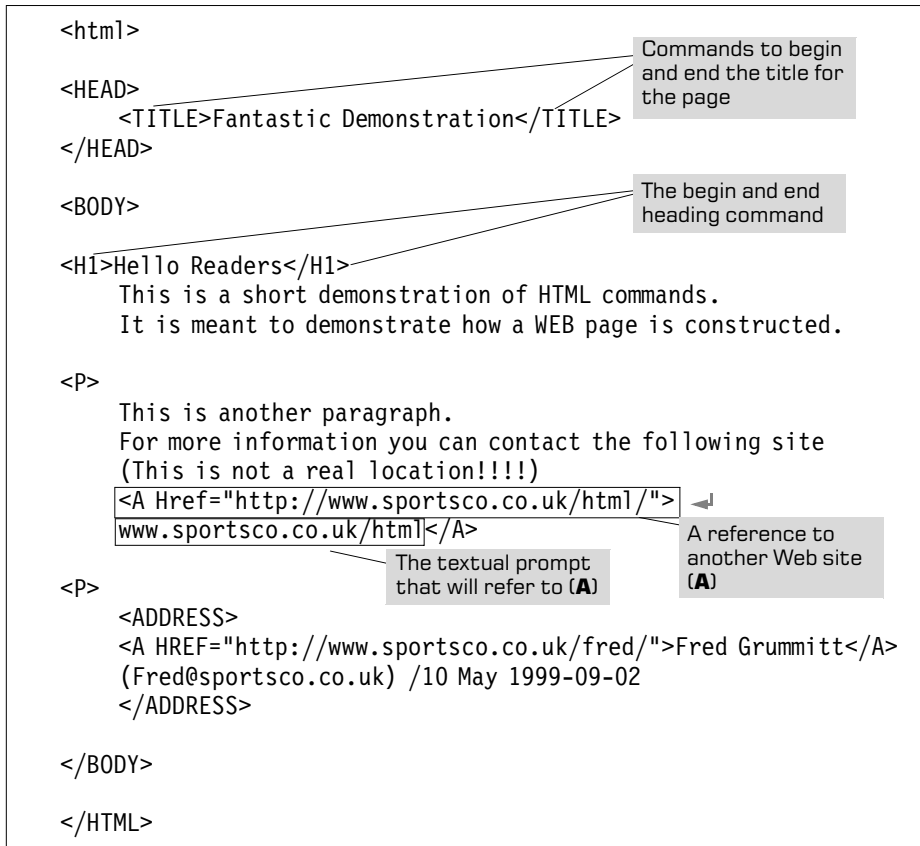 <html>
Commands to begin
and end the title for
the page
<HEAD>
<TITLE>Fantastic Demonstration</TITLE>
</HEAD>
<BODY>
The begin and end
heading command
<H1>Hello Readers</H1>
This is a short demonstration of HTML commands.
It is meant to demonstrate how a WEB page is constructed.
<P>
This is another paragraph.
For more information you can contact the following site
(This is not a real location!!!!)
<A Href="http://www.sportsco.co.uk/html/">
www.sportsco.co.uk/html</A>
A reference to
another Web site
(A)
The textual prompt
that will refer to (A)
<P>
<ADDRESS>
<A HREF="http://www.sportsco.co.uk/fred/">Fred Grummitt</A>
(Fred@sportsco.co.uk) /10 May 1999-09-02
</ADDRESS>
</BODY>
</HTML>